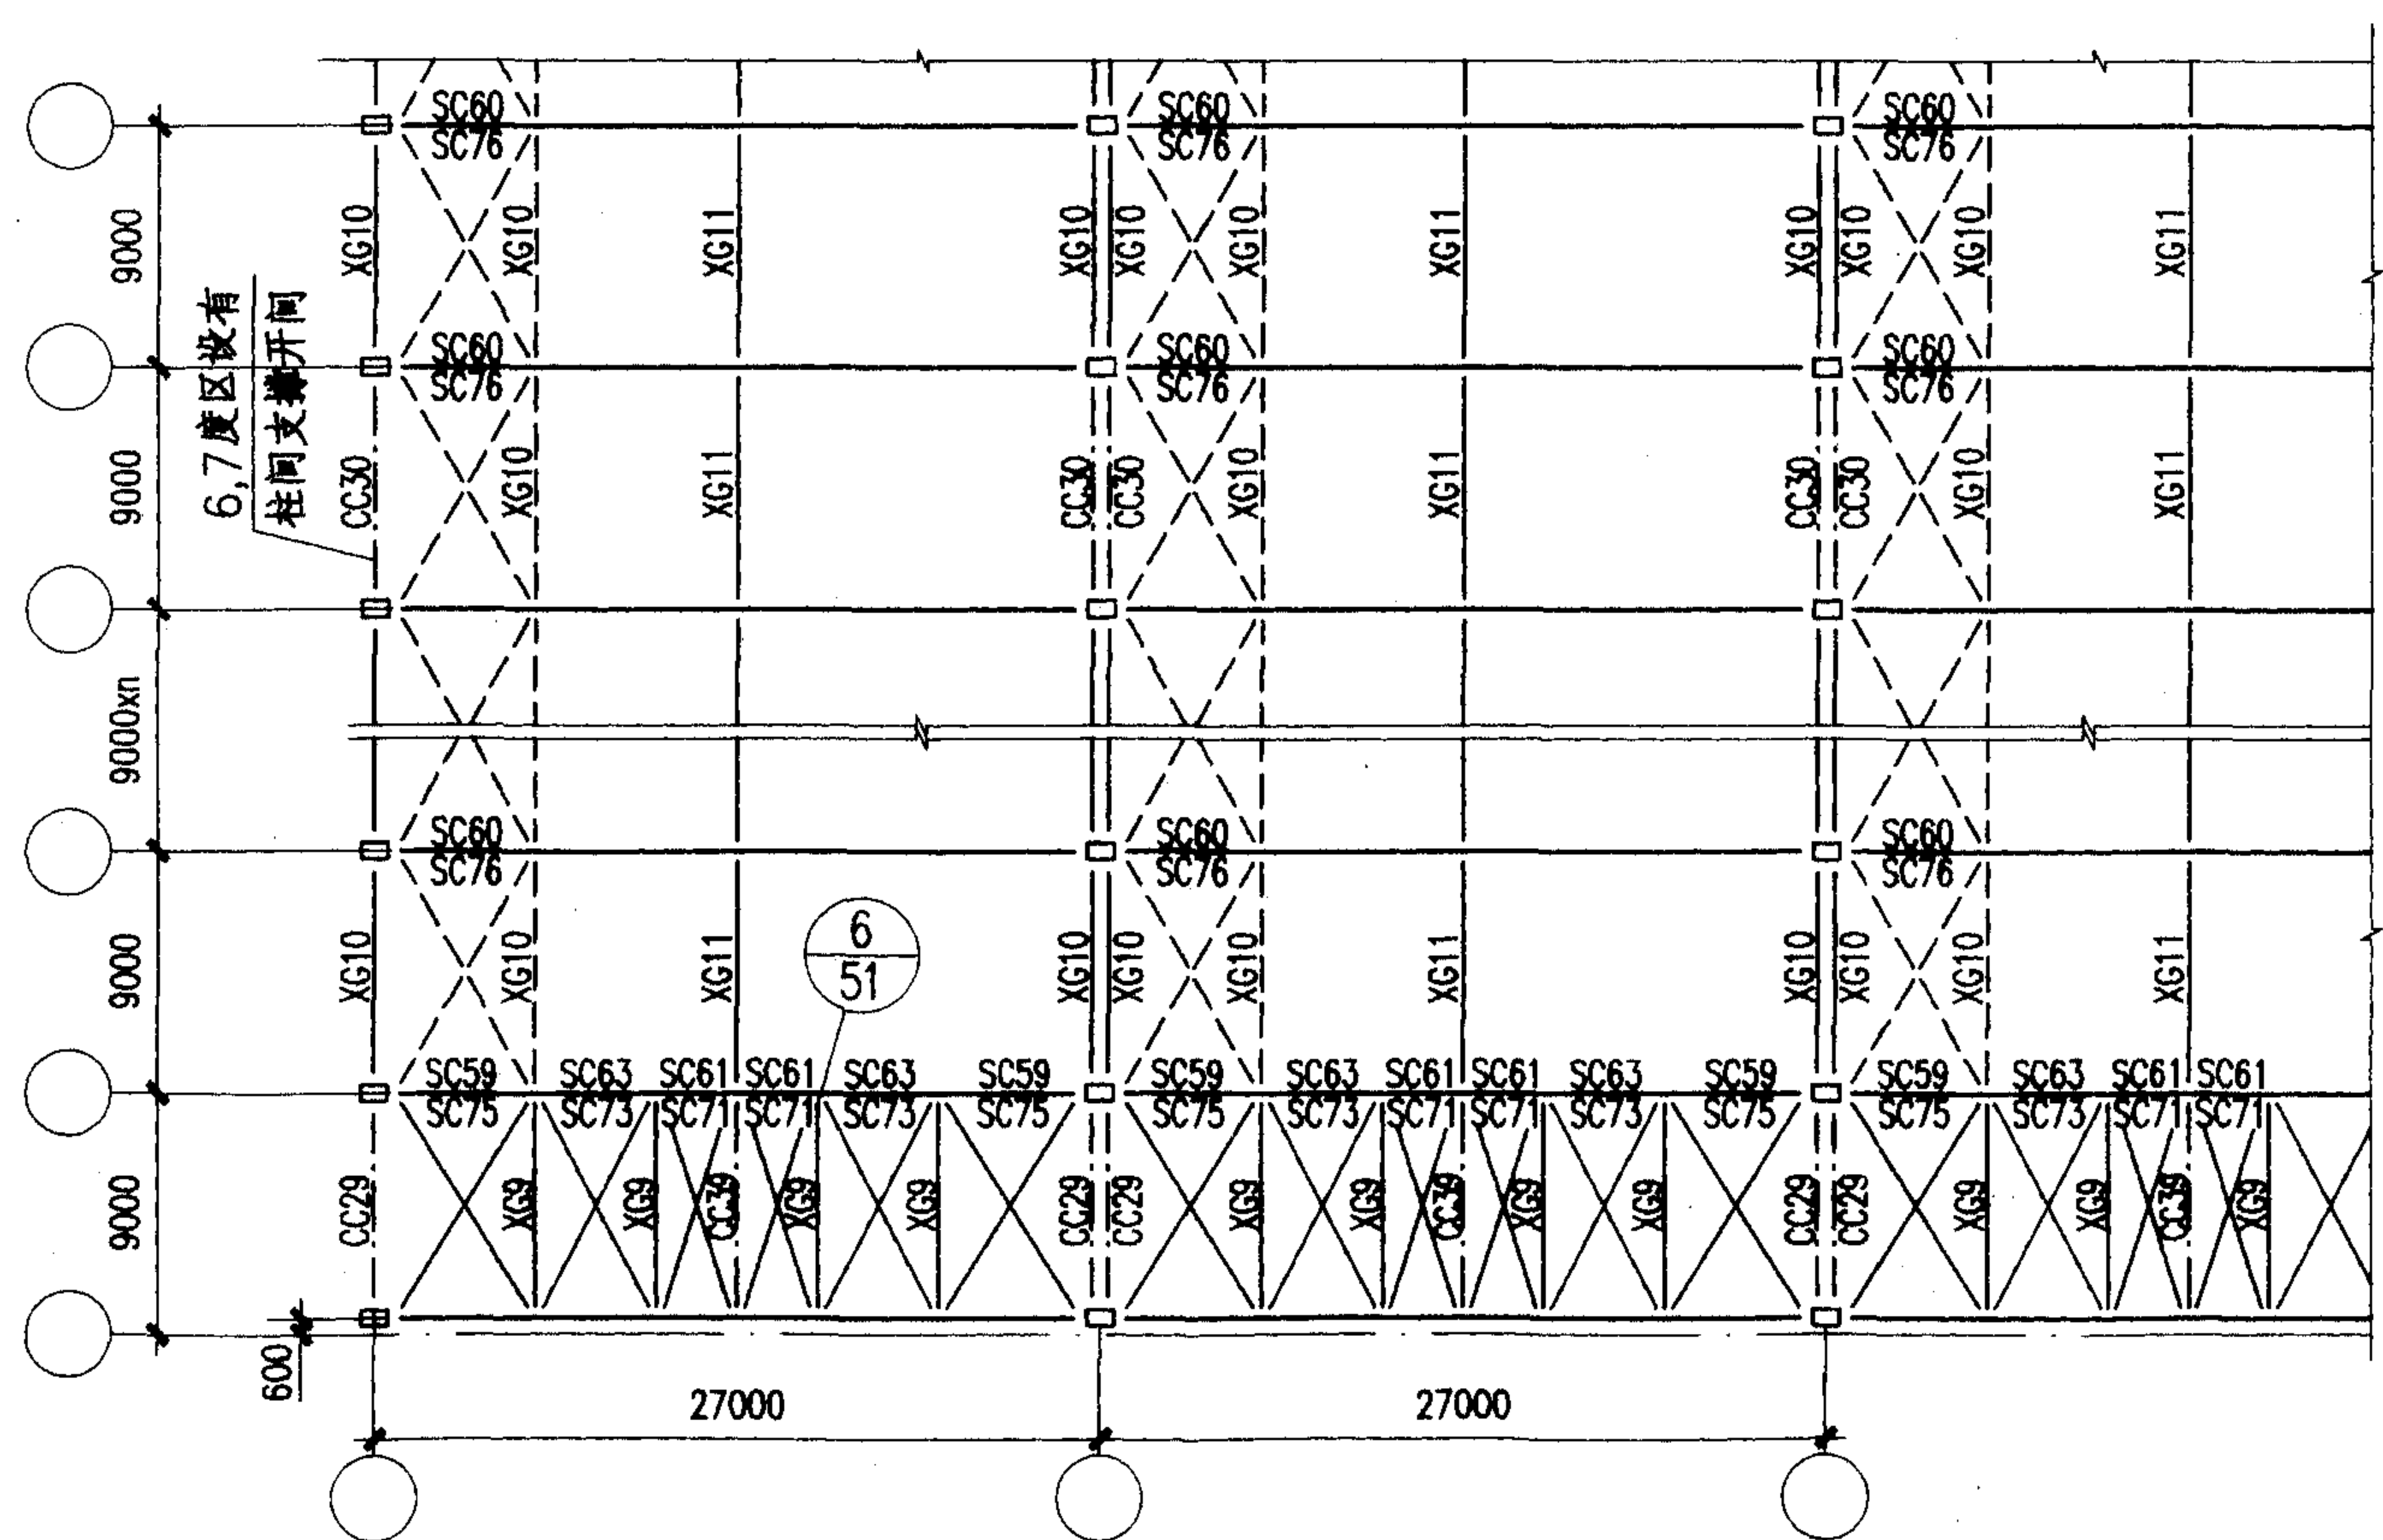 SC60 SC60 SC60
SC76 SC76 SC76
9000 XG10 XG10 XG11 XG10 XG10 XG10 XG11 XG10 XG10 XG10 XG11
6,7度区设有
柱间支撑开间
SC60 SC60 SC60
SC76 SC76 SC76
9000 CC30 XG10 XG11 CC30 CC30 XG10 XG11 CC30 CC30 XG10 XG11
9000xn
SC60 SC60 SC60
SC76 SC76 SC76
6
51
9000 XG10 XG10 XG11 XG10 XG10 XG10 XG11 XG10 XG10 XG10 XG11
SC59 SC63 SC61 SC61 SC63 SC59 SC59 SC63 SC61 SC61 SC63 SC59 SC59 SC63 SC61 SC61
SC75 SC73 SC71 SC71 SC73 SC75 SC75 SC73 SC71 SC71 SC73 SC75 SC75 SC73 SC71 SC71
9000 CC29 XG9 XG9 CC39 XG9 XG9 CC29 CC29 XG9 XG9 CC39 XG9 XG9 CC29 CC29 XG9 XG9 CC39 XG9
600
27000 27000